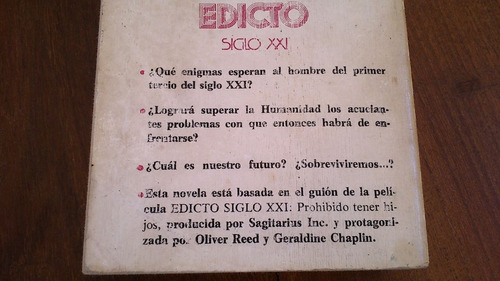 EDICTO
SIGLO XXI
• ¿Qué enigmas esperan al hombre del primer
tercio del siglo XXI?
• ¿Logrará superar la Humanidad los acucian-
tes problemas con que entonces habrá de en-
frentarse?
• ¿Cuál es nuestro futuro? ¿Sobreviviremos...?
• Esta novela está basada en el guión de la pelí-
cula EDICTO SIGLO XXI: Prohibido tener hi-
jos, producida por Sagitarius Inc. y protagoni-
zada por Oliver Reed y Geraldine Chaplin.